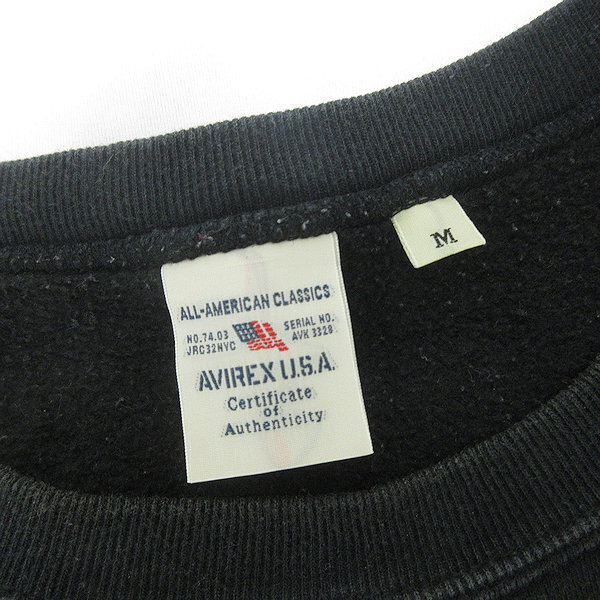 ALL-AMERICAN CLASSICS
NO.74.03 SERIAL NO.
JRC32NYC AVK 3328
AVIREX U.S.A.
Certificate
of
Authenticity
M